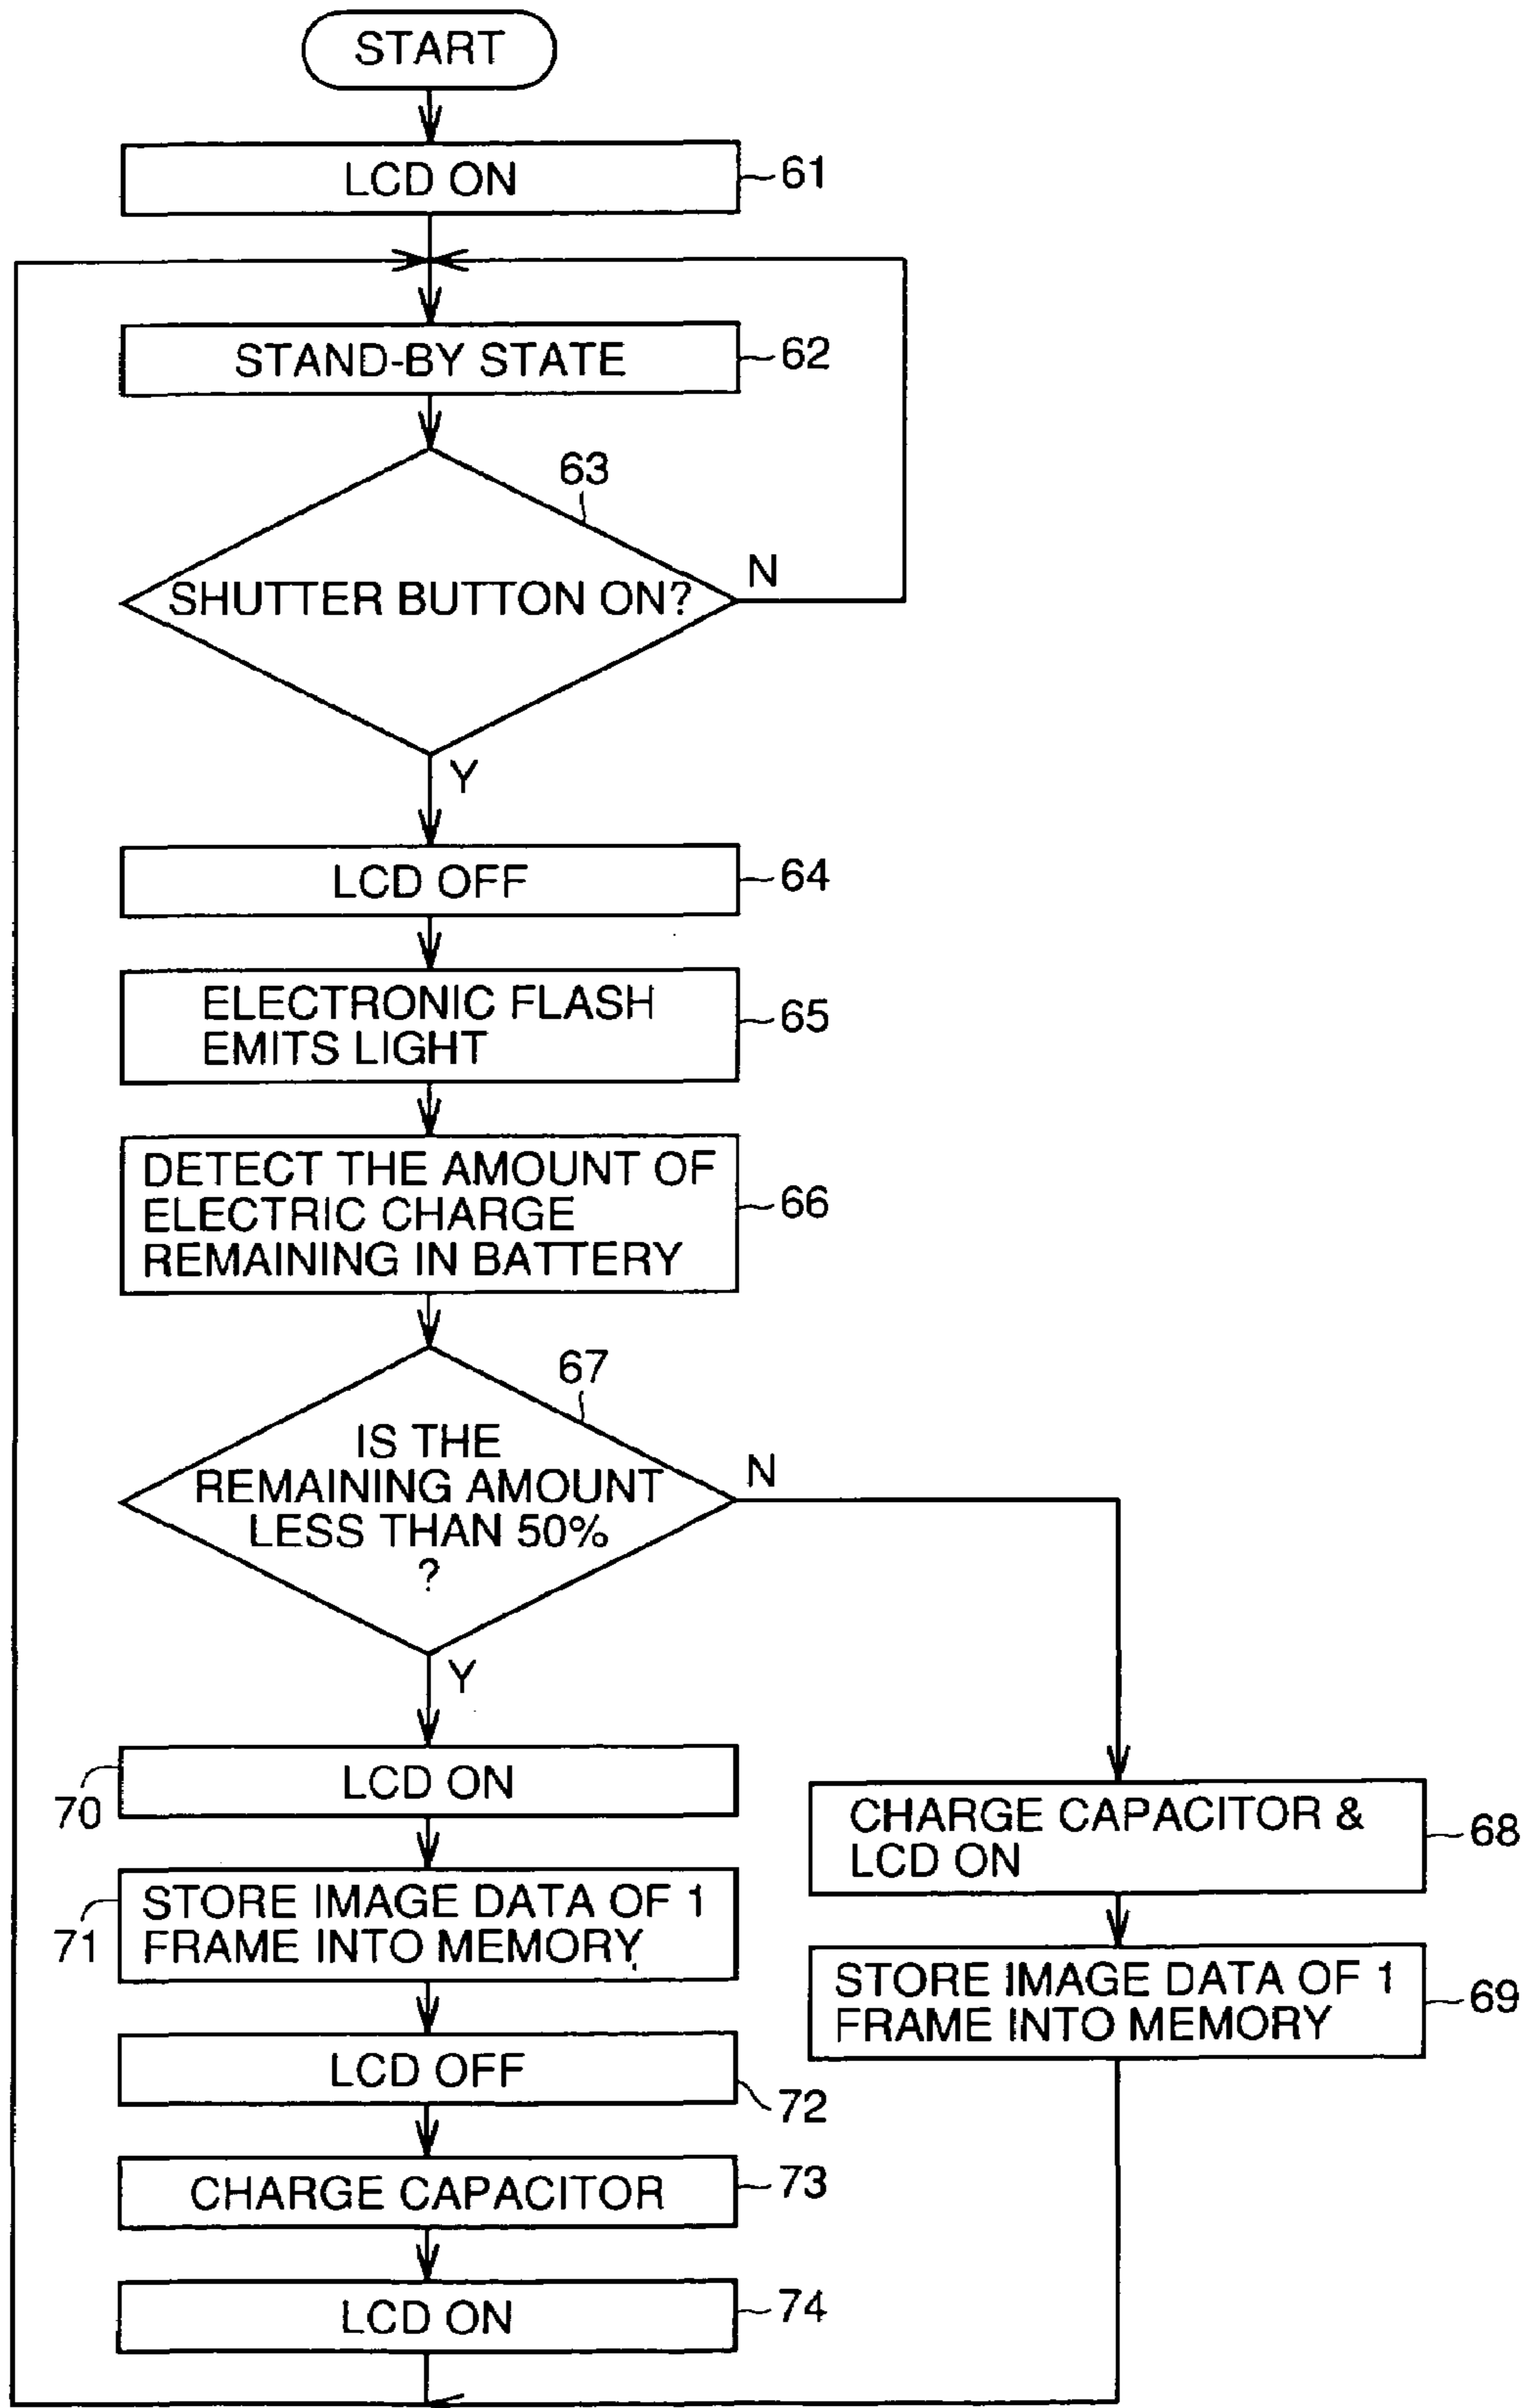 START
LCD ON
61
STAND-BY STATE
62
63
SHUTTER BUTTON ON?
N
Y
LCD OFF
64
ELECTRONIC FLASH
EMITS LIGHT
65
DETECT THE AMOUNT OF
ELECTRIC CHARGE
REMAINING IN BATTERY
66
67
IS THE
REMAINING AMOUNT
LESS THAN 50%
?
N
Y
LCD ON
70
CHARGE CAPACITOR &
LCD ON
68
STORE IMAGE DATA OF 1
FRAME INTO MEMORY
71
STORE IMAGE DATA OF 1
FRAME INTO MEMORY
69
LCD OFF
72
CHARGE CAPACITOR
73
LCD ON
74